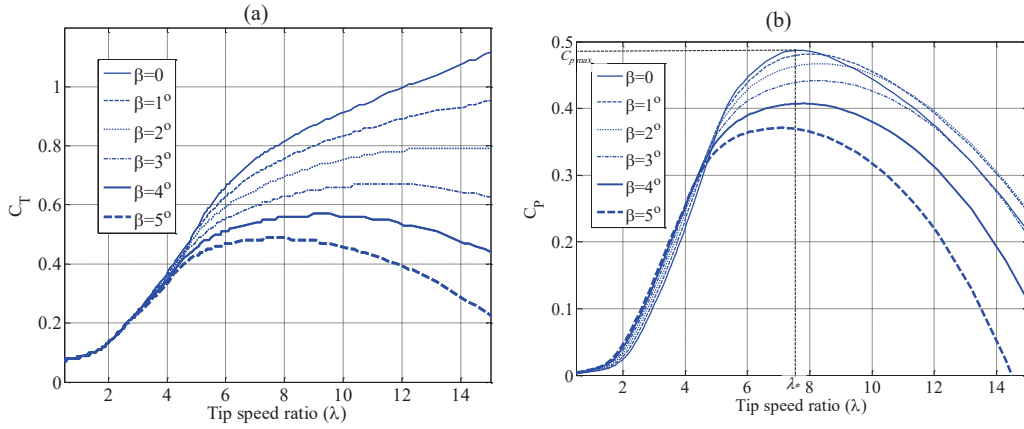 (a)
1
0.8
0.6
0.4
0.2
0
C_T
β=0
β=1°
β=2°
β=3°
β=4°
β=5°
2 4 6 8 10 12 14
Tip speed ratio (λ)
(b)
0.5
C_{p max}
0.4
0.3
0.2
0.1
0
C_P
β=0
β=1°
β=2°
β=3°
β=4°
β=5°
2 4 6 λ* 8 10 12 14
Tip speed ratio (λ)